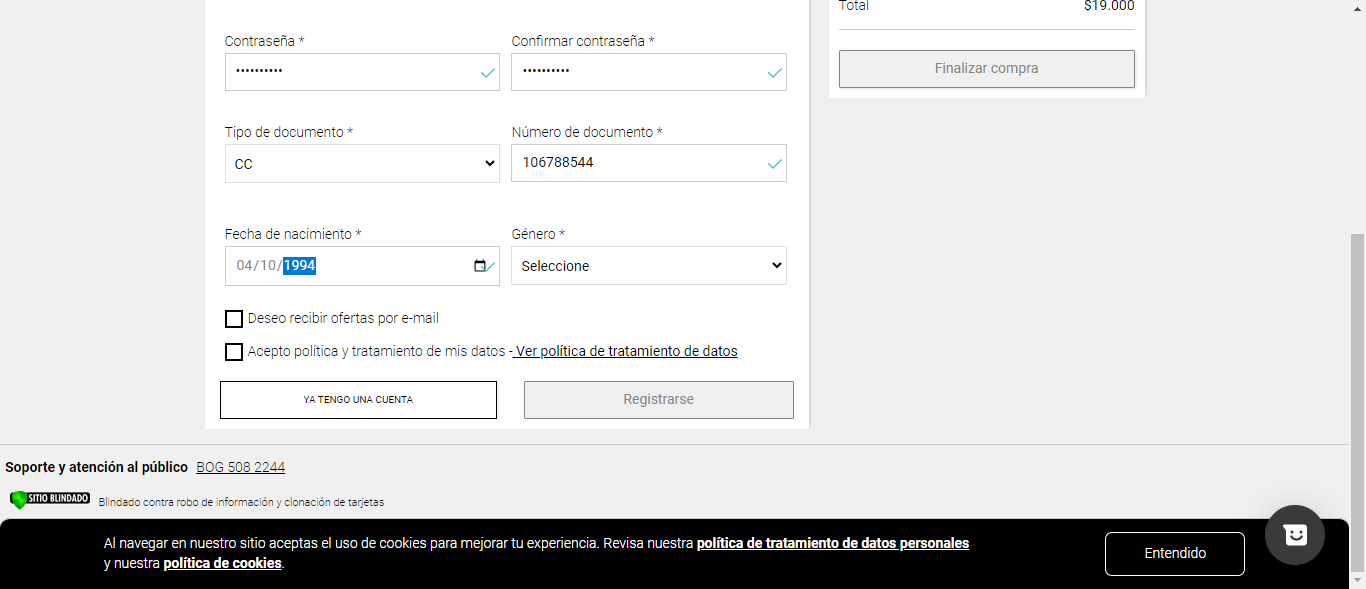 Total $19.000
Contraseña * Confirmar contraseña *
•••••••••• ••••••••••
Finalizar compra
Tipo de documento * Número de documento *
CC 106788544
Fecha de nacimiento * Género *
04/10/1994 Seleccione
Deseo recibir ofertas por e-mail
Acepto política y tratamiento de mis datos - Ver política de tratamiento de datos
YA TENGO UNA CUENTA Registrarse
Soporte y atención al público BOG 508 2244
SITIO BLINDADO Blindado contra robo de información y clonación de tarjetas
Al navegar en nuestro sitio aceptas el uso de cookies para mejorar tu experiencia. Revisa nuestra política de tratamiento de datos personales
y nuestra política de cookies.
Entendido